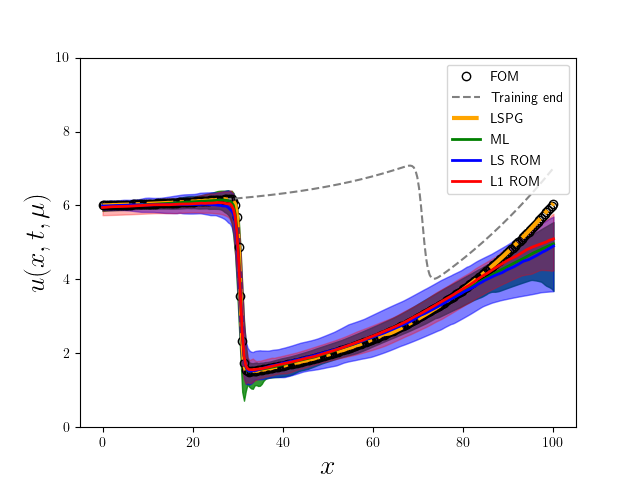 10
8
6
4
2
0
u(x, t, μ)
0 20 40 60 80 100
x
FOM
Training end
LSPG
ML
LS ROM
L1 ROM